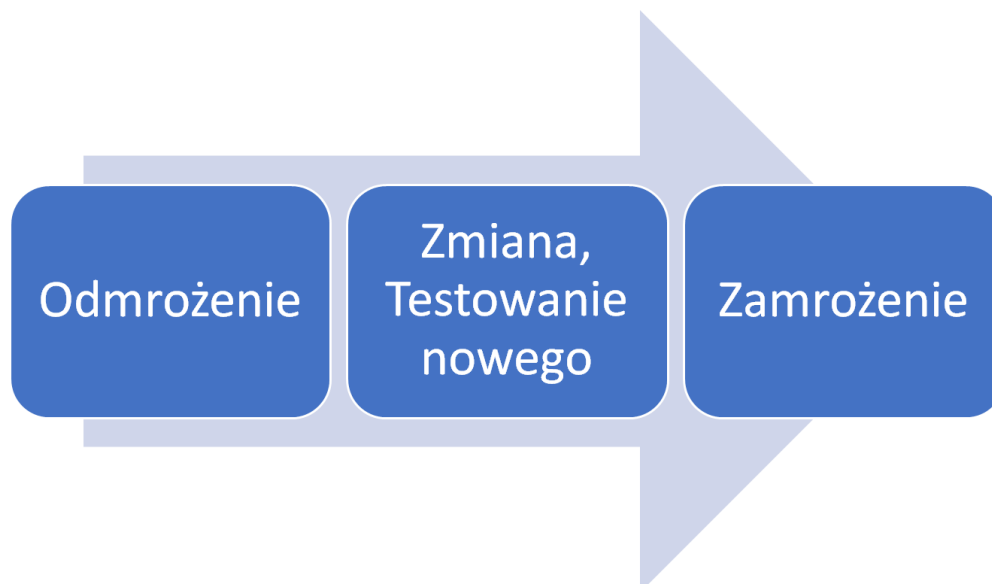 Odmrożenie
Zmiana,
Testowanie
nowego
Zamrożenie